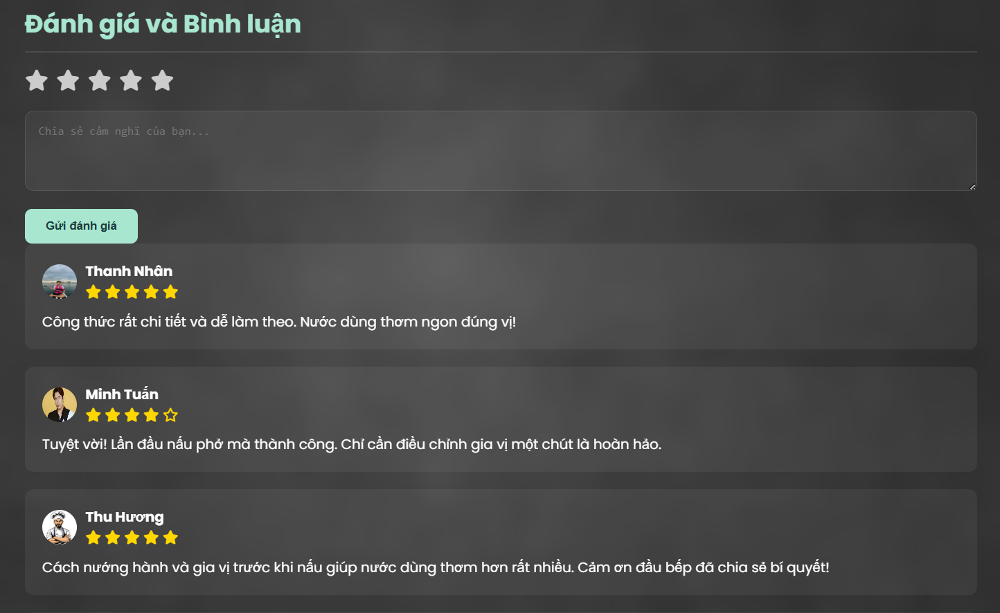 Đánh giá và Bình luận
Chia sẻ cảm nghĩ của bạn...
Gửi đánh giá
Thanh Nhân
Công thức rất chi tiết và dễ làm theo. Nước dùng thơm ngon đúng vị!
Minh Tuấn
Tuyệt vời! Lần đầu nấu phở mà thành công. Chỉ cần điều chỉnh gia vị một chút là hoàn hảo.
Thu Hương
Cách nướng hành và gia vị trước khi nấu giúp nước dùng thơm hơn rất nhiều. Cảm ơn đầu bếp đã chia sẻ bí quyết!